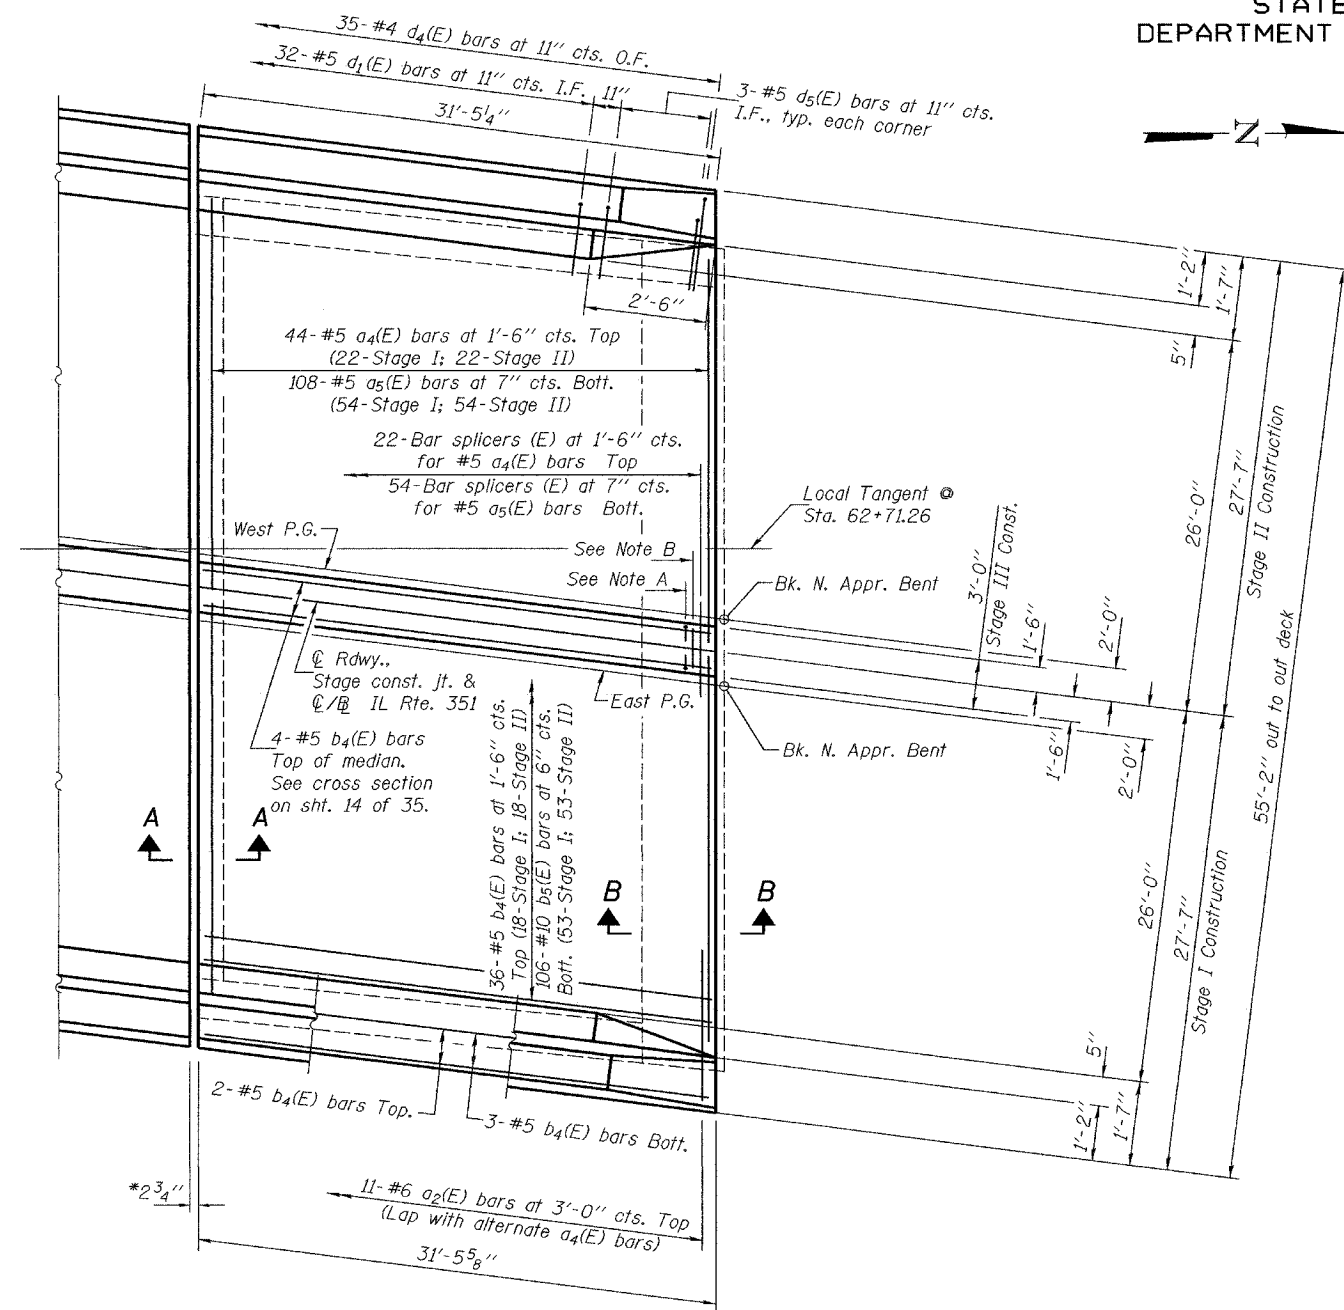 STATE
DEPARTMENT
35-#4 d4(E) bars at 11" cts. O.F.
32-#5 d1(E) bars at 11" cts. I.F.
11"
3-#5 d5(E) bars at 11" cts.
I.F., typ. each corner
31'-5¼"
Z
2'-6"
1'-2"
1'-7"
5"
44-#5 a4(E) bars at 1'-6" cts. Top
(22-Stage I; 22-Stage II)
108-#5 a5(E) bars at 7" cts. Bott.
(54-Stage I; 54-Stage II)
22-Bar splicers (E) at 1'-6" cts.
for #5 a4(E) bars Top
54-Bar splicers (E) at 7" cts.
for #5 a5(E) bars Bott.
Local Tangent @
Sta. 62+71.26
West P.G.
See Note B
See Note A
Bk. N. Appr. Bent
3'-0"
Stage III Const.
1'-6"
2'-0"
26'-0"
27'-7"
Stage II Construction
55'-2" out to out deck
℄ Rdwy.,
Stage const. jt. &
℄/B IL Rte. 351
East P.G.
Bk. N. Appr. Bent
1'-6"
2'-0"
4-#5 b4(E) bars
Top of median.
See cross section
on sht. 14 of 35.
A
A
36-#5 b4(E) bars at 1'-6" cts.
Top (18-Stage I; 18-Stage II)
106-#10 b5(E) bars at 6" cts.
Bott. (53-Stage I; 53-Stage II)
B
B
26'-0"
27'-7"
Stage I Construction
5"
1'-2"
1'-7"
2-#5 b4(E) bars Top.
3-#5 b4(E) bars Bott.
*2¾"
11-#6 a2(E) bars at 3'-0" cts. Top
(Lap with alternate a4(E) bars)
31'-5⅝"